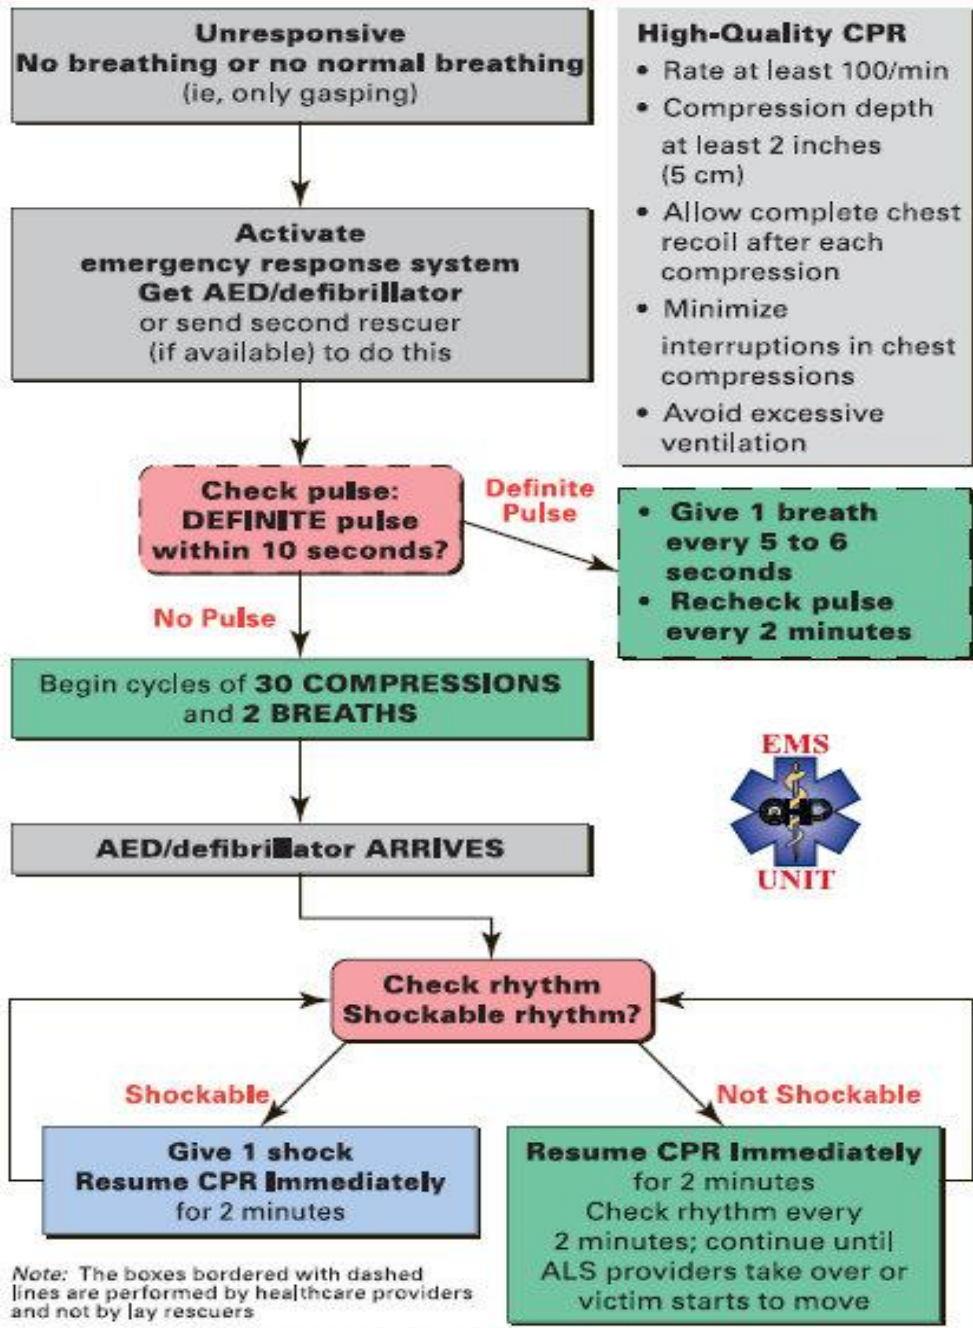 Unresponsive
No breathing or no normal breathing
(ie, only gasping)
High-Quality CPR
• Rate at least 100/min
• Compression depth
at least 2 inches
(5 cm)
• Allow complete chest
recoil after each
compression
• Minimize
interruptions in chest
compressions
• Avoid excessive
ventilation
Activate
emergency response system
Get AED/defibrillator
or send second rescuer
(if available) to do this
Check pulse:
DEFINITE pulse
within 10 seconds?
Definite
Pulse
• Give 1 breath
every 5 to 6
seconds
• Recheck pulse
every 2 minutes
No Pulse
Begin cycles of 30 COMPRESSIONS
and 2 BREATHS
EMS
UNIT
AED/defibrillator ARRIVES
Check rhythm
Shockable rhythm?
Shockable
Not Shockable
Give 1 shock
Resume CPR Immediately
for 2 minutes
Resume CPR Immediately
for 2 minutes
Check rhythm every
2 minutes; continue until
ALS providers take over or
victim starts to move
Note: The boxes bordered with dashed
lines are performed by healthcare providers
and not by lay rescuers